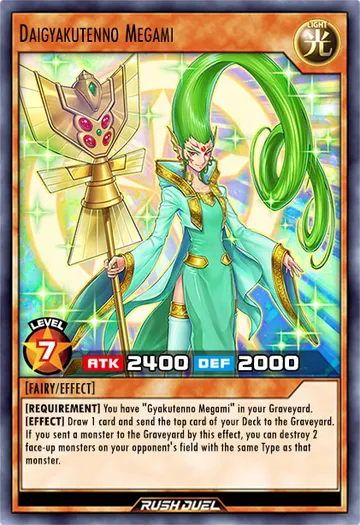 Daigyakutenno Megami
LIGHT
光
LEVEL
7
ATK 2400 DEF 2000
[FAIRY/EFFECT]
[REQUIREMENT] You have "Gyakutenno Megami" in your Graveyard.
[EFFECT] Draw 1 card and send the top card of your Deck to the Graveyard.
If you sent a monster to the Graveyard by this effect, you can destroy 2
face-up monsters on your opponent's field with the same Type as that
monster.
RUSH DUEL